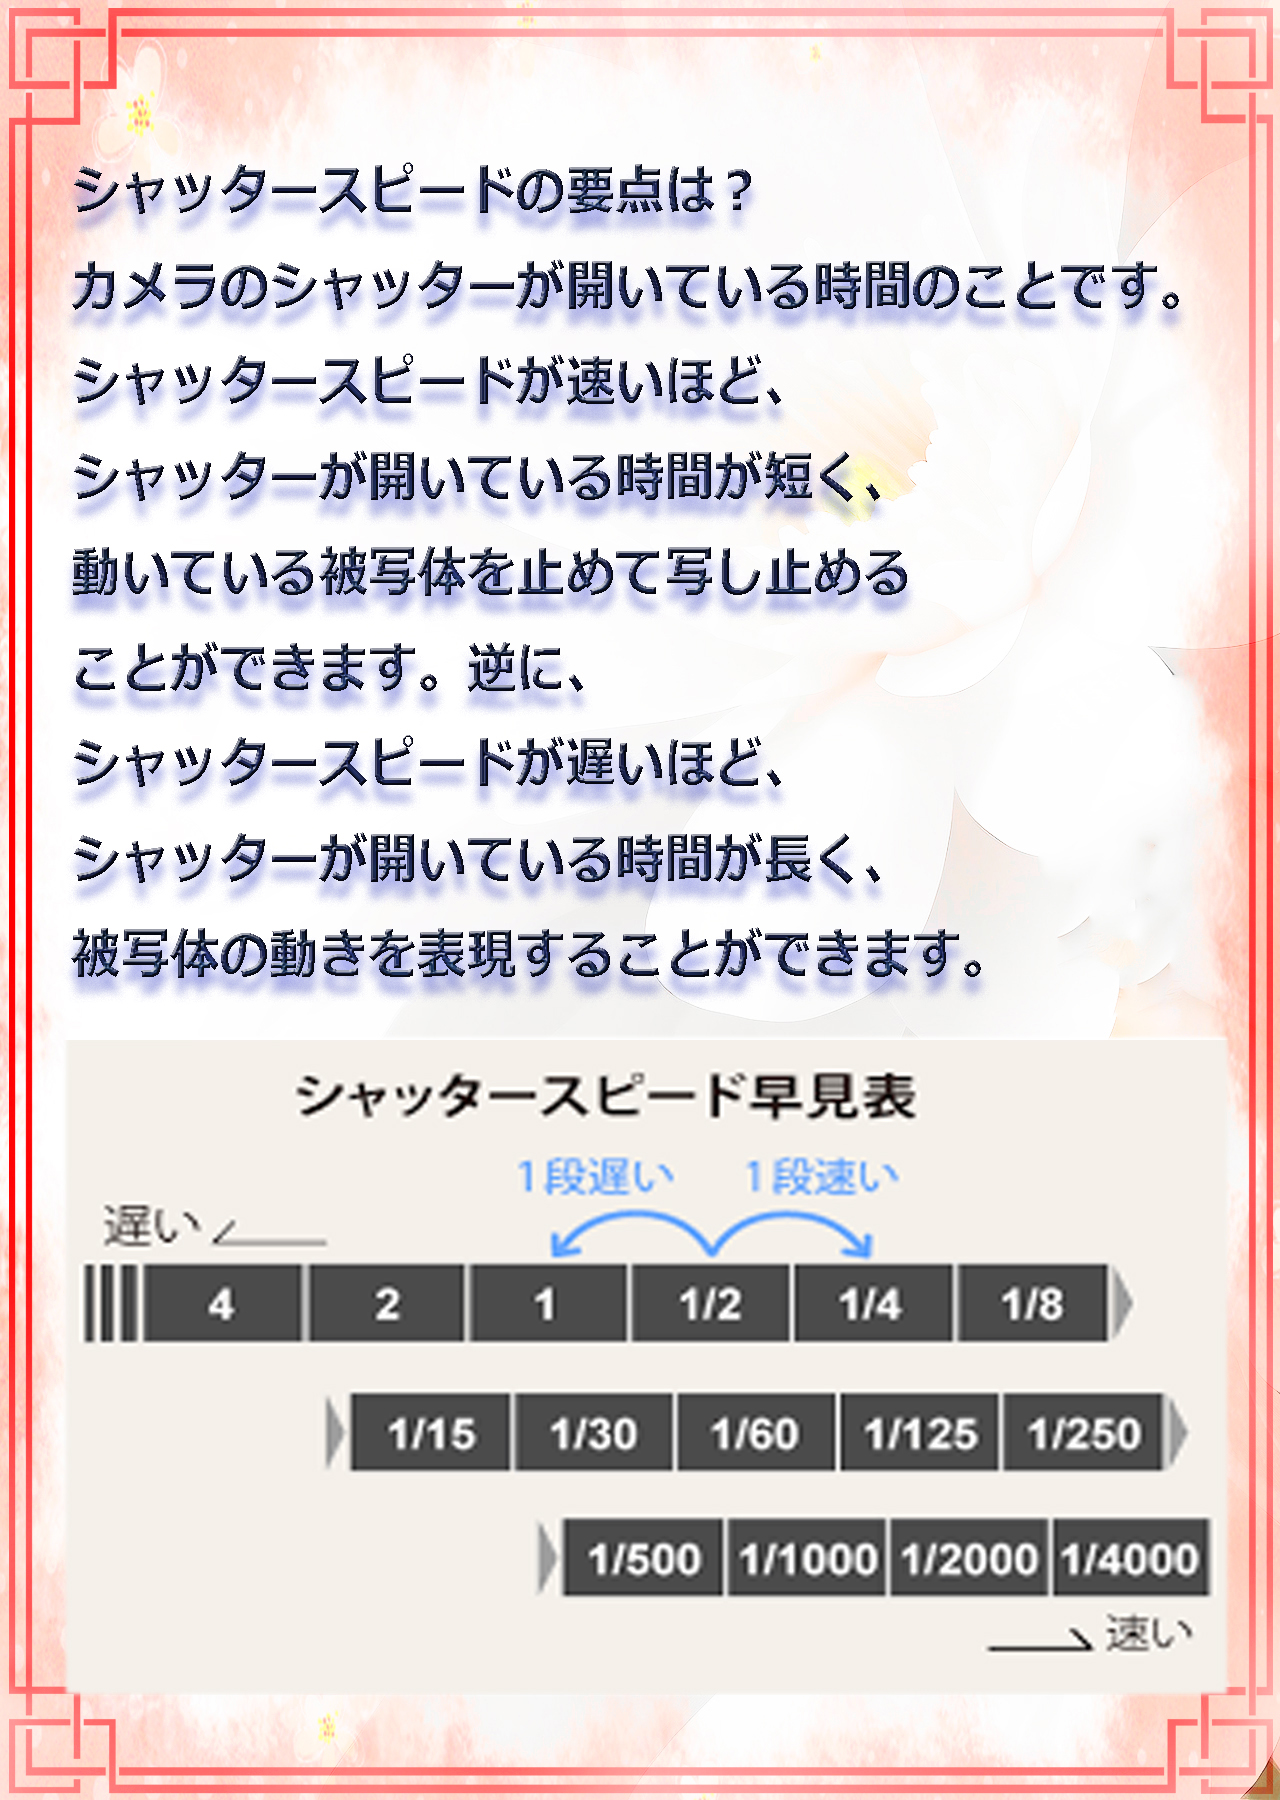 シャッタースピードの要点は？
カメラのシャッターが開いている時間のことです。
シャッタースピードが速いほど、
シャッターが開いている時間が短く、
動いている被写体を止めて写し止める
ことができます。逆に、
シャッタースピードが遅いほど、
シャッターが開いている時間が長く、
被写体の動きを表現することができます。
シャッタースピード早見表
1段遅い 1段速い
遅い
4 2 1 1/2 1/4 1/8
1/15 1/30 1/60 1/125 1/250
1/500 1/1000 1/2000 1/4000
速い